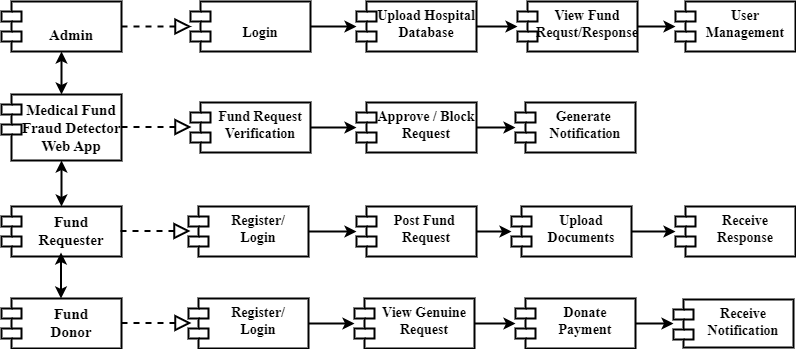 Admin
Login
Upload Hospital
Database
View Fund
Requst/Response
User
Management
Medical Fund
Fraud Detector
Web App
Fund Request
Verification
Approve / Block
Request
Generate
Notification
Fund
Requester
Register/
Login
Post Fund
Request
Upload
Documents
Receive
Response
Fund
Donor
Register/
Login
View Genuine
Request
Donate
Payment
Receive
Notification